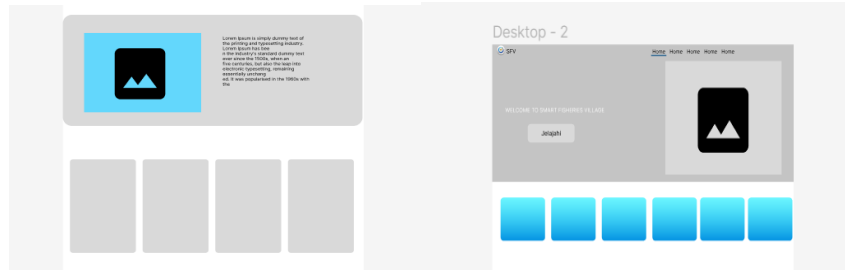 Lorem Ipsum is simply dummy text of
the printing and typesetting industry.
Lorem Ipsum has bee
n the industry's standard dummy text
ever since the 1500s, when an
five centuries, but also the leap into
electronic typesetting, remaining
essentially unchang
ed. It was popularised in the 1960s with
the
Desktop - 2
SFV
Home Home Home Home Home
WELCOME TO SMART FISHERIES VILLAGE
Jelajahi